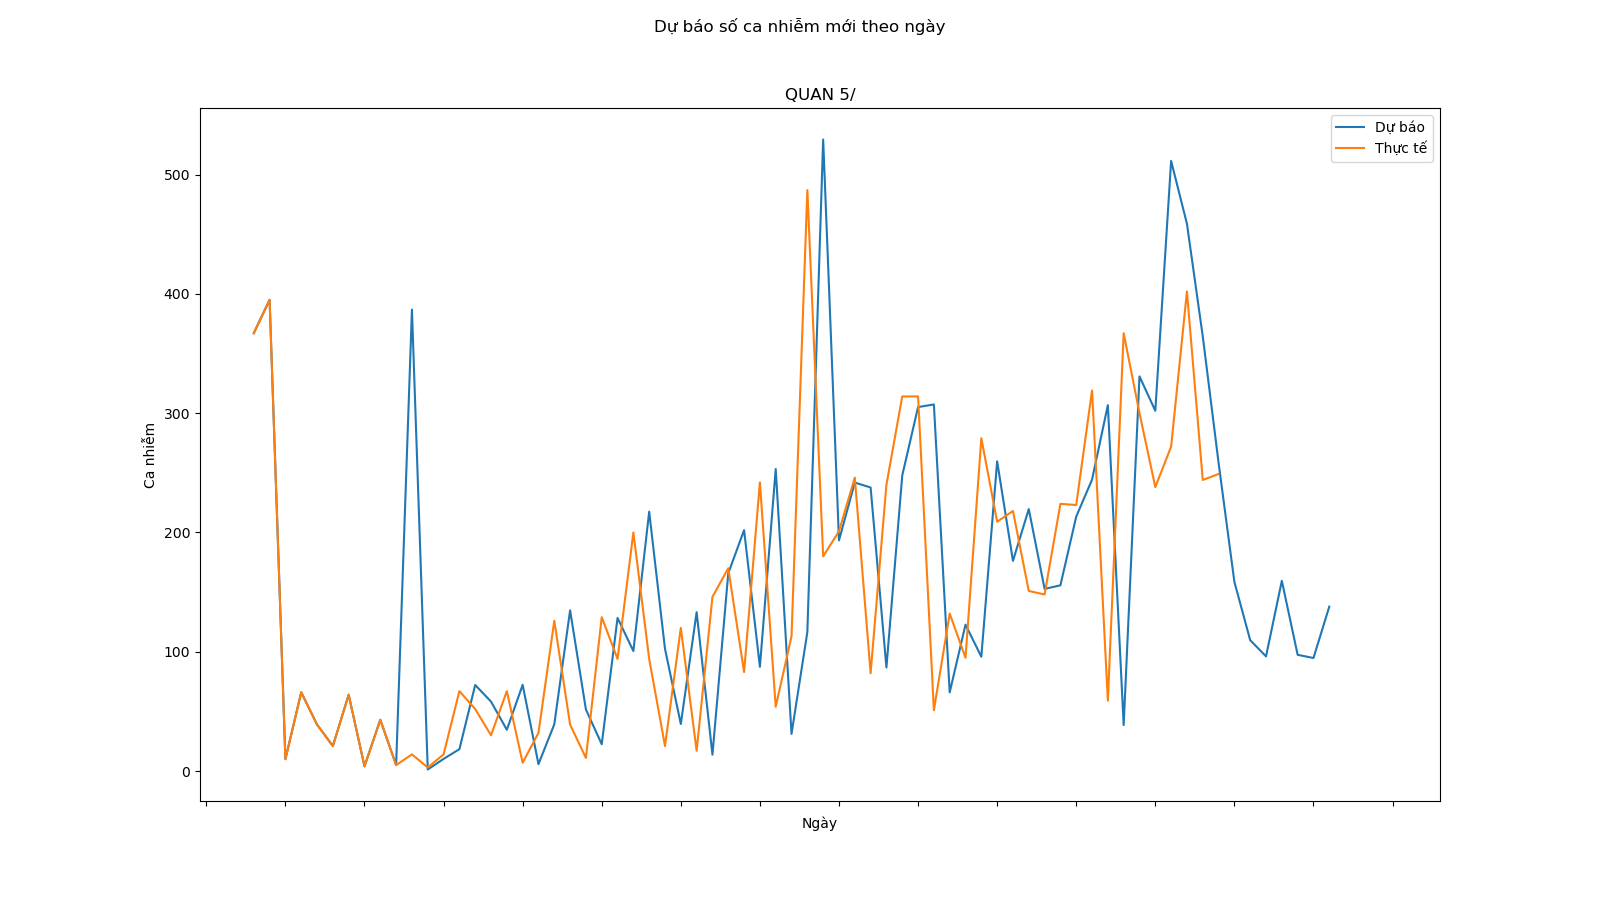 Dự báo số ca nhiễm mới theo ngày
QUAN 5/
Dự báo
Thực tế
500
400
300
200
100
0
Ca nhiễm
Ngày